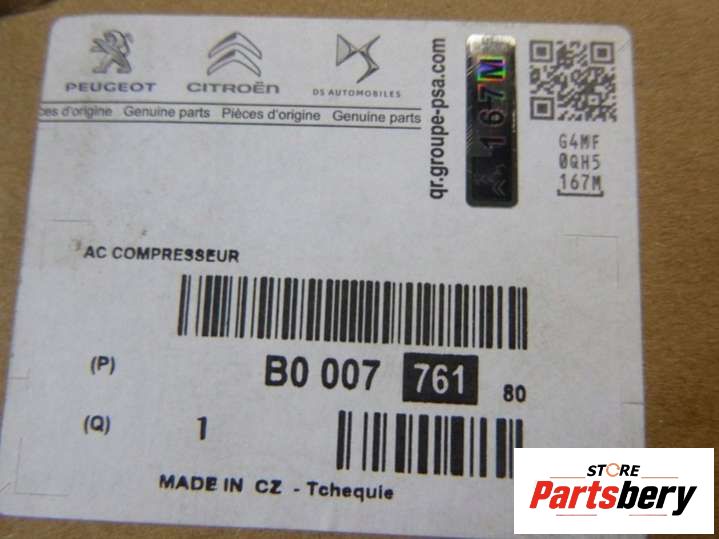 PEUGEOT CITROËN DS AUTOMOBILES
ces d'origine Genuine parts Pièces d'origine Genuine parts
qr.groupe-psa.com
167M
G4MF
0QH5
167M
AC COMPRESSEUR
(P) B0 007 761 80
(Q) 1
MADE IN CZ - Tchequie
STORE
Partsbery